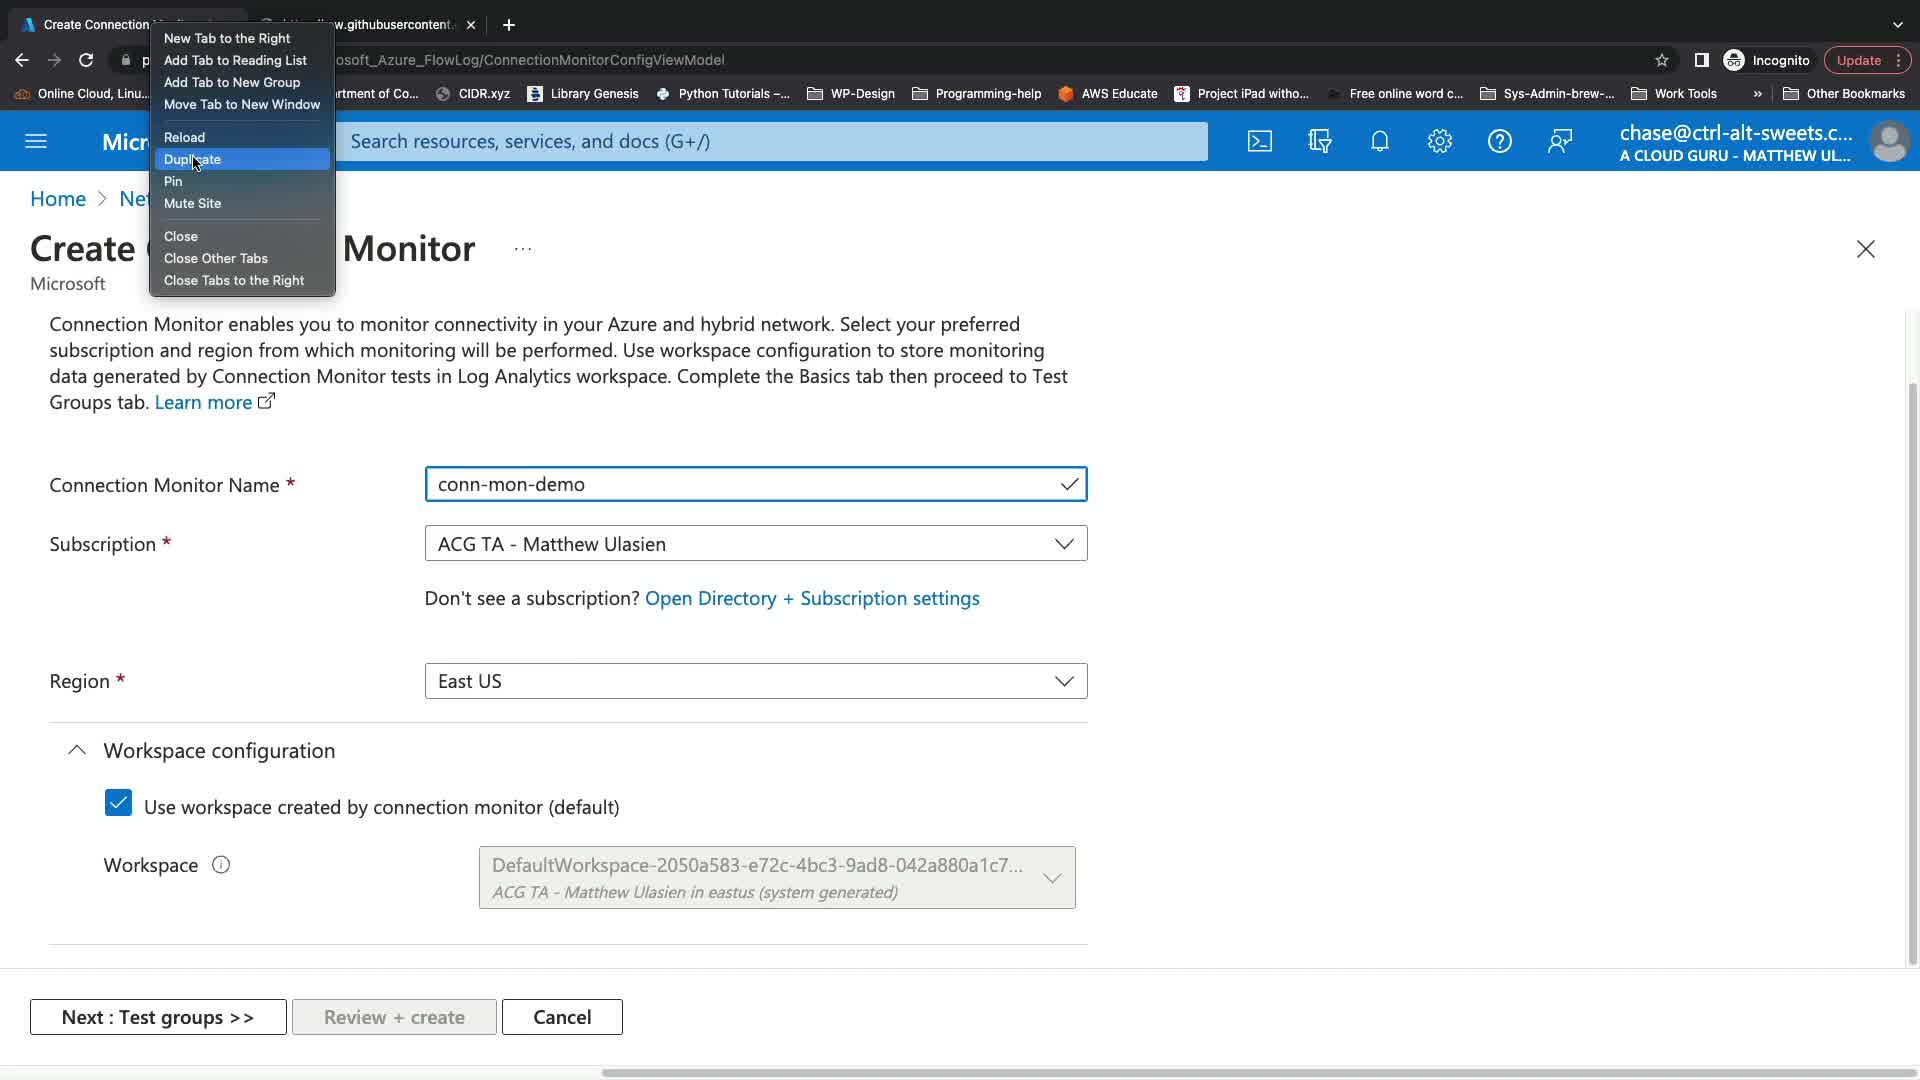 Create Connection
w.githubusercontent.
New Tab to the Right
Add Tab to Reading List
Add Tab to New Group
Move Tab to New Window
Reload
Duplicate
Pin
Mute Site
Close
Close Other Tabs
Close Tabs to the Right
osoft_Azure_FlowLog/ConnectionMonitorConfigViewModel
Incognito
Update
Online Cloud, Linu...
rtment of Co...
CIDR.xyz
Library Genesis
Python Tutorials –...
WP-Design
Programming-help
AWS Educate
Project iPad witho...
Free online word c...
Sys-Admin-brew-...
Work Tools
»
Other Bookmarks
Micr
Search resources, services, and docs (G+/)
chase@ctrl-alt-sweets.c...
A CLOUD GURU - MATTHEW UL...
Home > Net
Create Monitor ...
Microsoft
Connection Monitor enables you to monitor connectivity in your Azure and hybrid network. Select your preferred
subscription and region from which monitoring will be performed. Use workspace configuration to store monitoring
data generated by Connection Monitor tests in Log Analytics workspace. Complete the Basics tab then proceed to Test
Groups tab. Learn more
Connection Monitor Name *
conn-mon-demo
Subscription *
ACG TA - Matthew Ulasien
Don't see a subscription? Open Directory + Subscription settings
Region *
East US
Workspace configuration
Use workspace created by connection monitor (default)
Workspace
DefaultWorkspace-2050a583-e72c-4bc3-9ad8-042a880a1c7...
ACG TA - Matthew Ulasien in eastus (system generated)
Next : Test groups >>
Review + create
Cancel